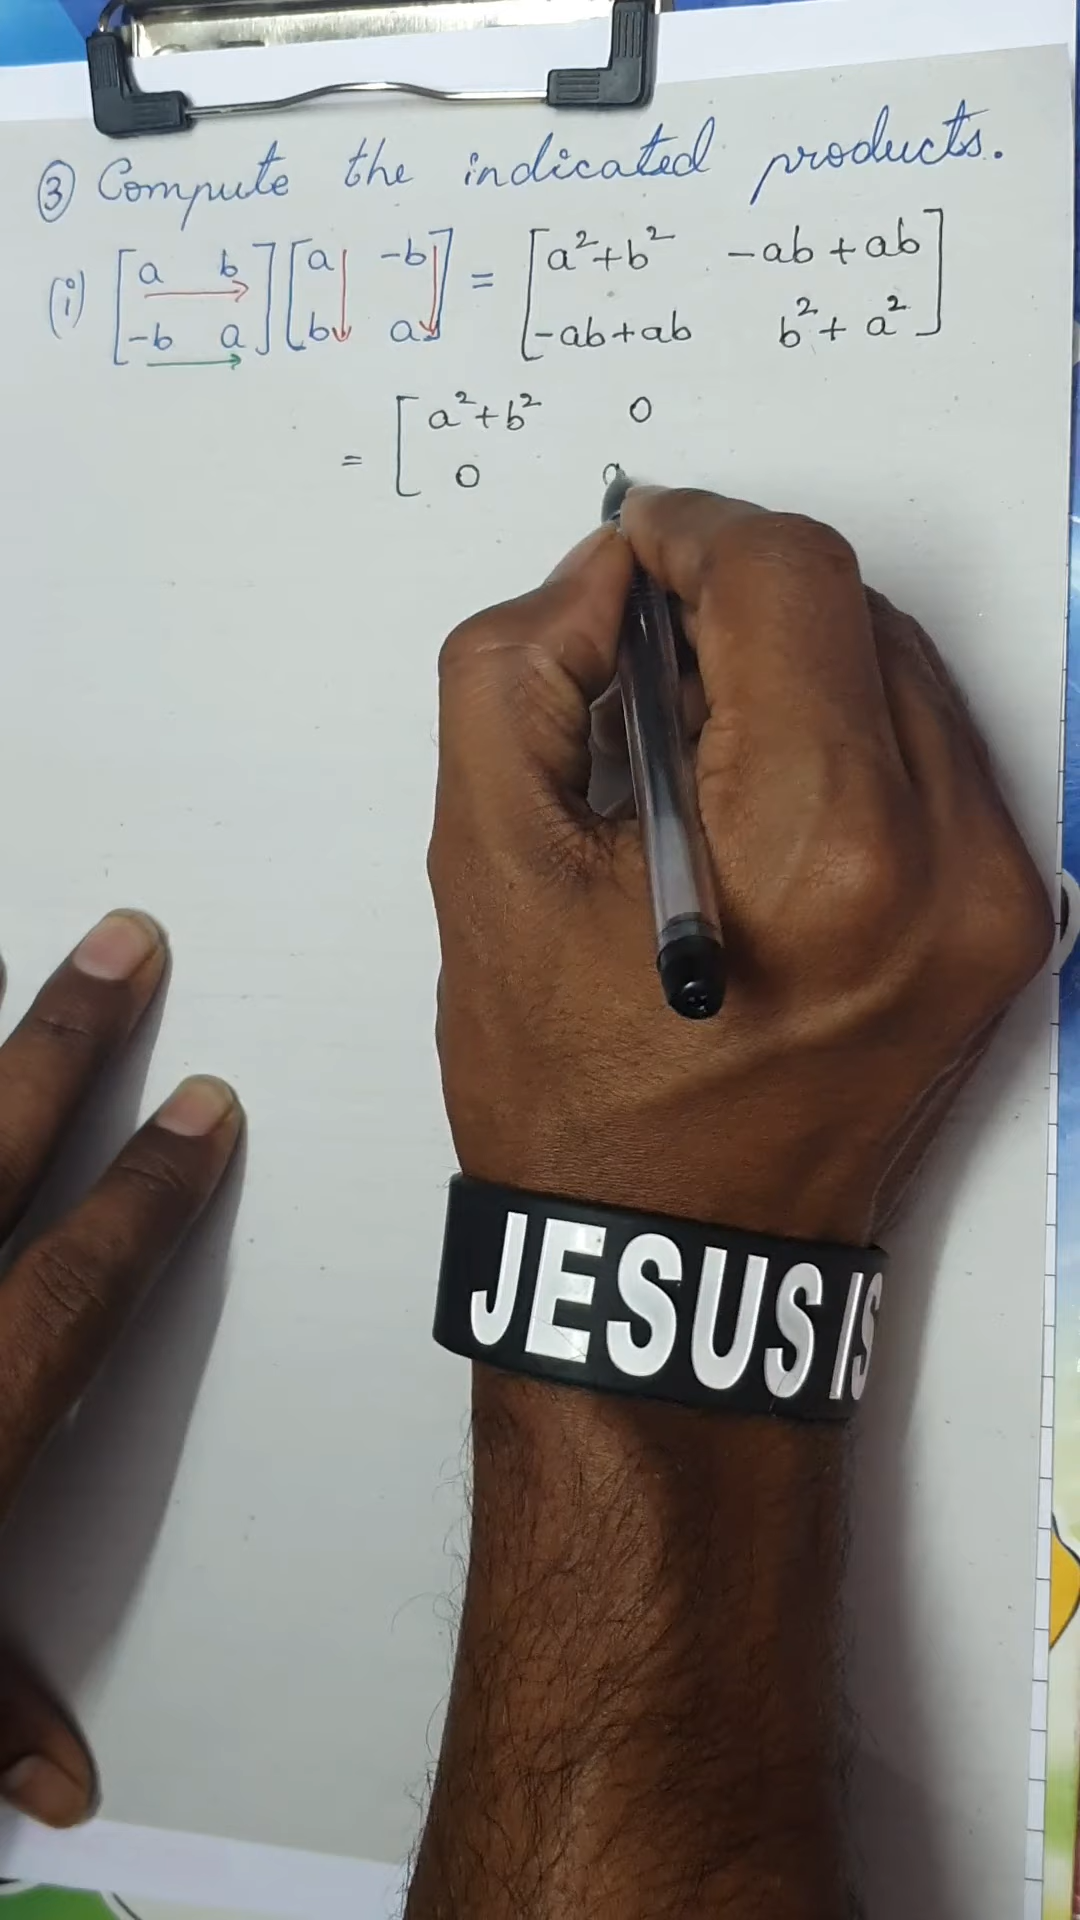 ③ Compute the indicated products.
(i) [a b] [a -b] = [a²+b² -ab+ab]
[-b a] [b a] [-ab+ab b²+a²]
= [a²+b² 0
0 a
JESUS IS